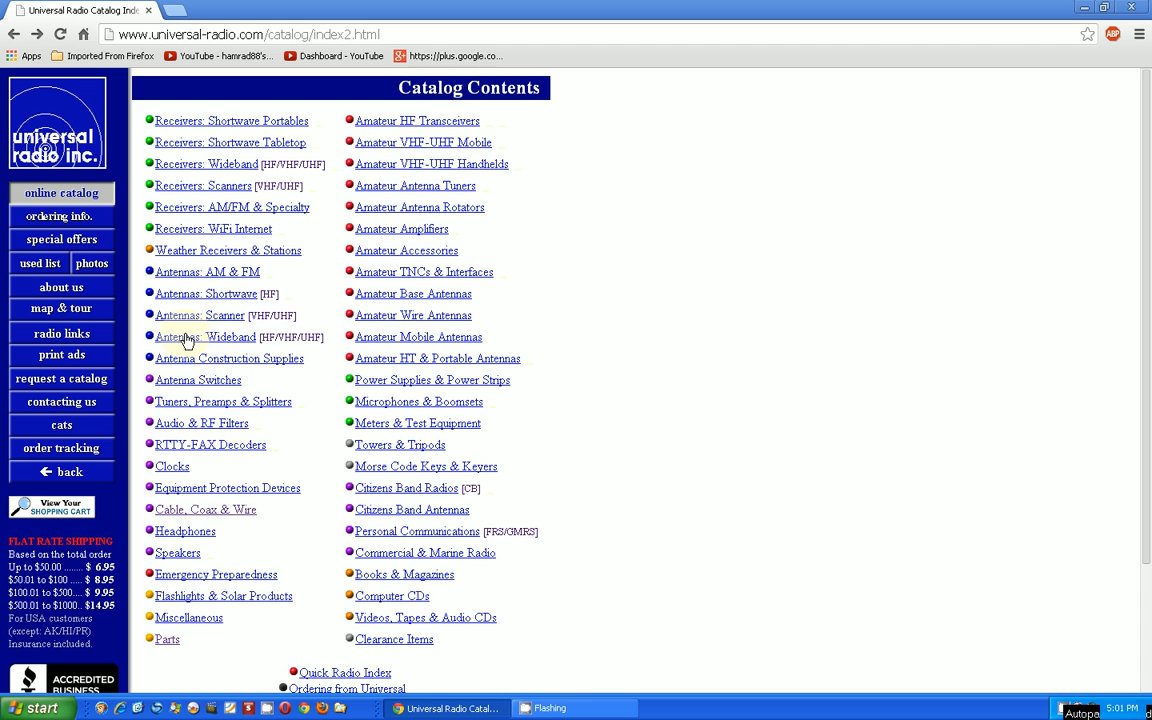 Universal Radio Catalog Inde
www.universal-radio.com/catalog/index2.html
ABP
Apps
Imported From Firefox
YouTube - hamrad88's...
Dashboard - YouTube
https://plus.google.co...
universal
radio inc.
online catalog
ordering info.
special offers
used list
photos
about us
map & tour
radio links
print ads
request a catalog
contacting us
cats
order tracking
back
View Your
SHOPPING CART
FLAT RATE SHIPPING
Based on the total order
Up to $50.00 ........ $ 6.95
$50.01 to $100 ..... $ 8.95
$100.01 to $500.... $ 9.95
$500.01 to $1000.. $14.95
For USA customers
(except: AK/HI/PR)
Insurance included.
ACCREDITED
BUSINESS
Catalog Contents
Receivers: Shortwave Portables
Receivers: Shortwave Tabletop
Receivers: Wideband [HF/VHF/UHF]
Receivers: Scanners [VHF/UHF]
Receivers: AM/FM & Specialty
Receivers: WiFi Internet
Weather Receivers & Stations
Antennas: AM & FM
Antennas: Shortwave [HF]
Antennas: Scanner [VHF/UHF]
Antennas: Wideband [HF/VHF/UHF]
Antenna Construction Supplies
Antenna Switches
Tuners, Preamps & Splitters
Audio & RF Filters
RTTY-FAX Decoders
Clocks
Equipment Protection Devices
Cable, Coax & Wire
Headphones
Speakers
Emergency Preparedness
Flashlights & Solar Products
Miscellaneous
Parts
Amateur HF Transceivers
Amateur VHF-UHF Mobile
Amateur VHF-UHF Handhelds
Amateur Antenna Tuners
Amateur Antenna Rotators
Amateur Amplifiers
Amateur Accessories
Amateur TNCs & Interfaces
Amateur Base Antennas
Amateur Wire Antennas
Amateur Mobile Antennas
Amateur HT & Portable Antennas
Power Supplies & Power Strips
Microphones & Boomsets
Meters & Test Equipment
Towers & Tripods
Morse Code Keys & Keyers
Citizens Band Radios [CB]
Citizens Band Antennas
Personal Communications [FRS/GMRS]
Commercial & Marine Radio
Books & Magazines
Computer CDs
Videos, Tapes & Audio CDs
Clearance Items
Quick Radio Index
Ordering from Universal
start
Universal Radio Catal...
Flashing
5:01 PM
Autopa